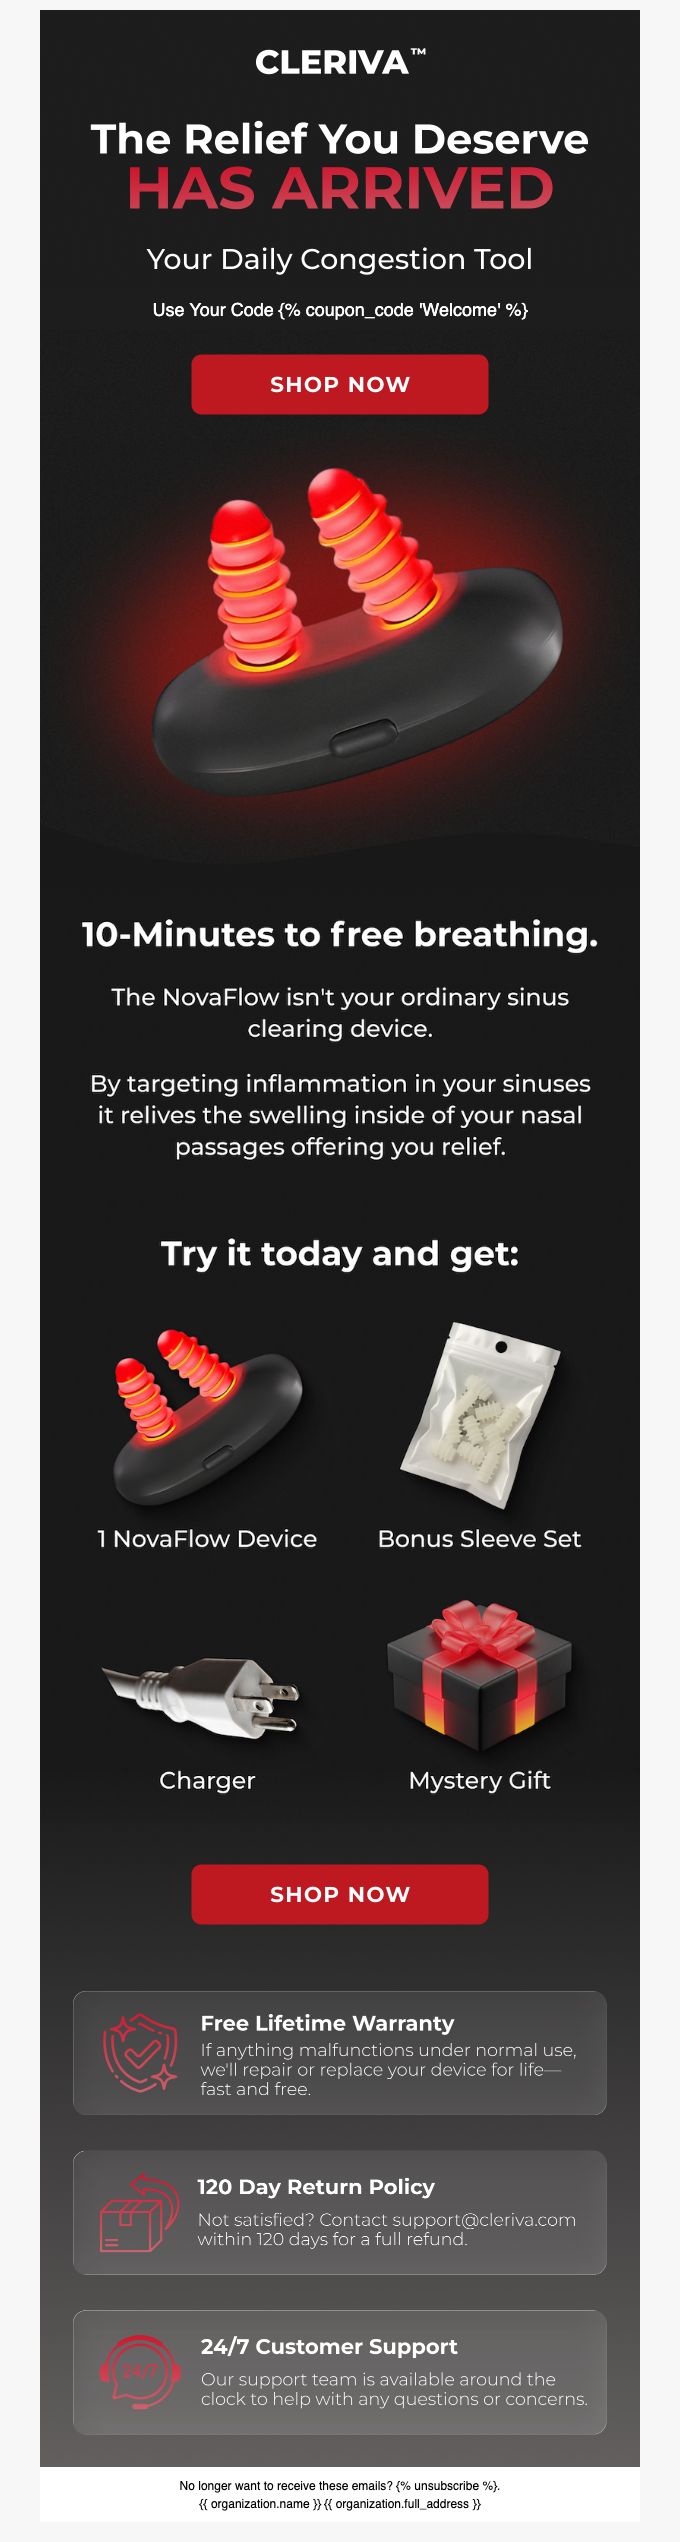 CLERIVA™
The Relief You Deserve
HAS ARRIVED
Your Daily Congestion Tool
Use Your Code {% coupon_code 'Welcome' %}
SHOP NOW
10-Minutes to free breathing.
The NovaFlow isn't your ordinary sinus
clearing device.
By targeting inflammation in your sinuses
it relives the swelling inside of your nasal
passages offering you relief.
Try it today and get:
1 NovaFlow Device
Bonus Sleeve Set
Charger
Mystery Gift
SHOP NOW
Free Lifetime Warranty
If anything malfunctions under normal use,
we'll repair or replace your device for life—
fast and free.
120 Day Return Policy
Not satisfied? Contact support@cleriva.com
within 120 days for a full refund.
24/7
24/7 Customer Support
Our support team is available around the
clock to help with any questions or concerns.
No longer want to receive these emails? {% unsubscribe %}.
{{ organization.name }} {{ organization.full_address }}